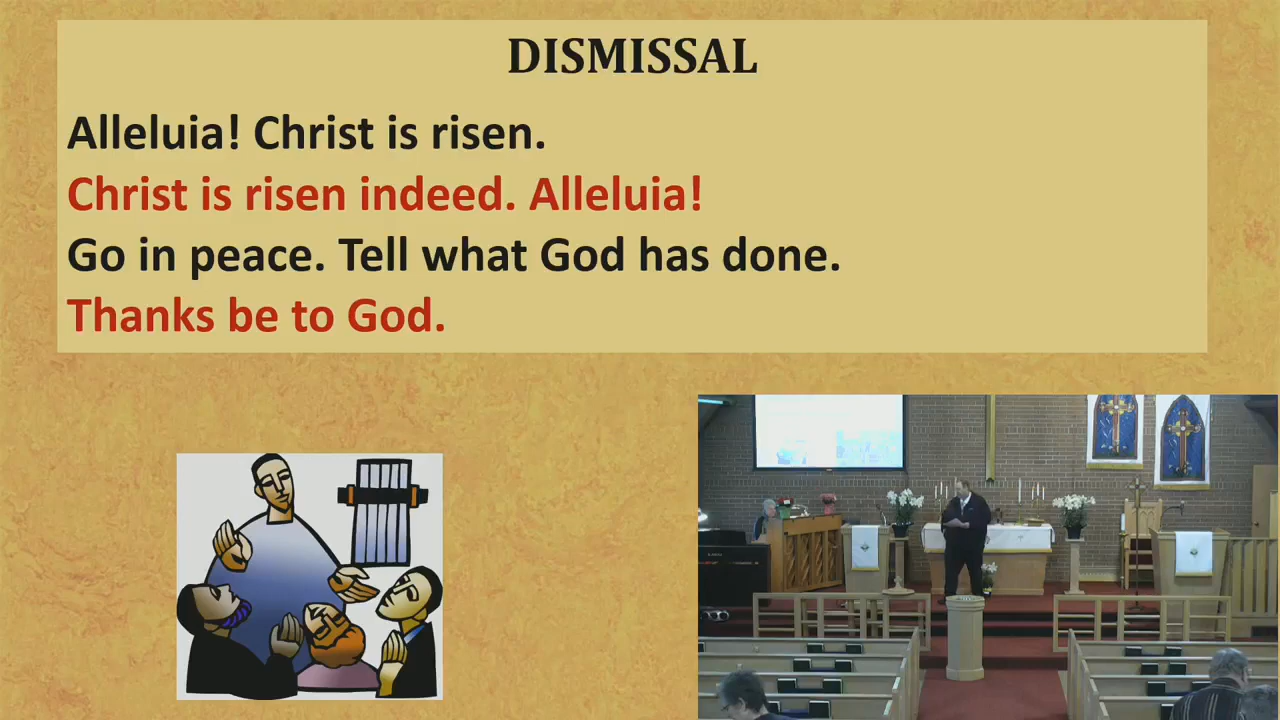 DISMISSAL
Alleluia! Christ is risen.
Christ is risen indeed. Alleluia!
Go in peace. Tell what God has done.
Thanks be to God.